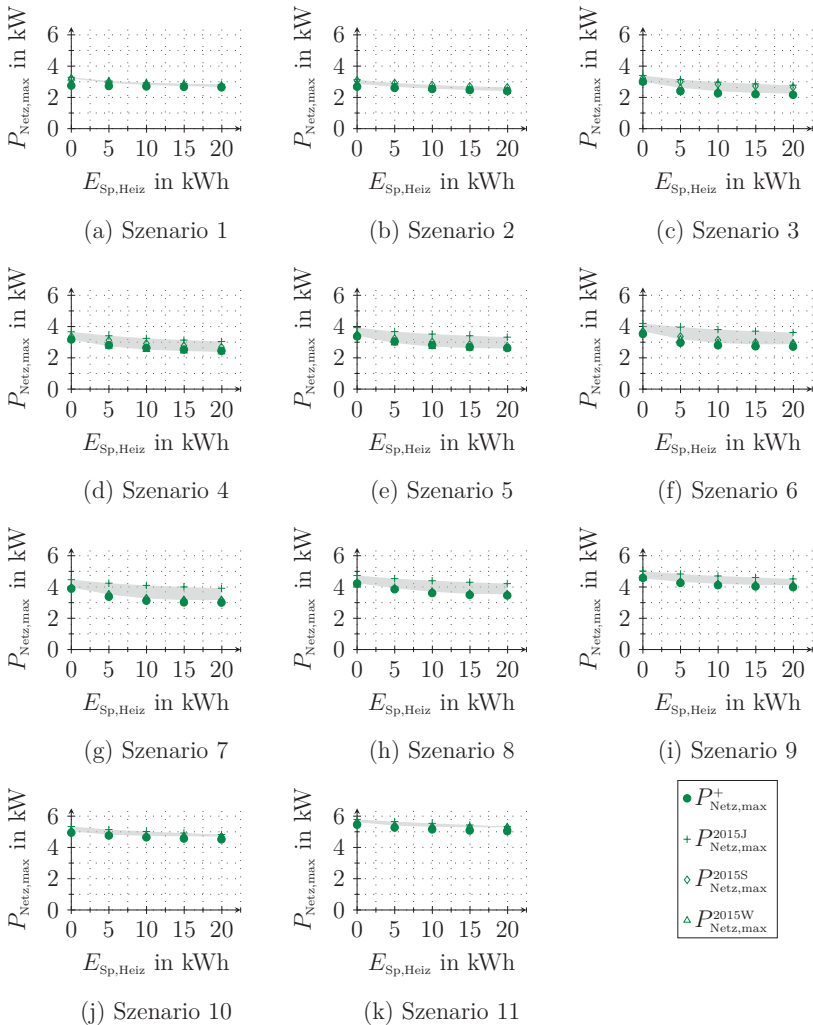 P_Netz,max in kW
6
4
2
0
0 5 10 15 20
E_Sp,Heiz in kWh
(a) Szenario 1
P_Netz,max in kW
6
4
2
0
0 5 10 15 20
E_Sp,Heiz in kWh
(b) Szenario 2
P_Netz,max in kW
6
4
2
0
0 5 10 15 20
E_Sp,Heiz in kWh
(c) Szenario 3
P_Netz,max in kW
6
4
2
0
0 5 10 15 20
E_Sp,Heiz in kWh
(d) Szenario 4
P_Netz,max in kW
6
4
2
0
0 5 10 15 20
E_Sp,Heiz in kWh
(e) Szenario 5
P_Netz,max in kW
6
4
2
0
0 5 10 15 20
E_Sp,Heiz in kWh
(f) Szenario 6
P_Netz,max in kW
6
4
2
0
0 5 10 15 20
E_Sp,Heiz in kWh
(g) Szenario 7
P_Netz,max in kW
6
4
2
0
0 5 10 15 20
E_Sp,Heiz in kWh
(h) Szenario 8
P_Netz,max in kW
6
4
2
0
0 5 10 15 20
E_Sp,Heiz in kWh
(i) Szenario 9
P_Netz,max in kW
6
4
2
0
0 5 10 15 20
E_Sp,Heiz in kWh
(j) Szenario 10
P_Netz,max in kW
6
4
2
0
0 5 10 15 20
E_Sp,Heiz in kWh
(k) Szenario 11
P^+_Netz,max
P^2015J_Netz,max
P^2015S_Netz,max
P^2015W_Netz,max